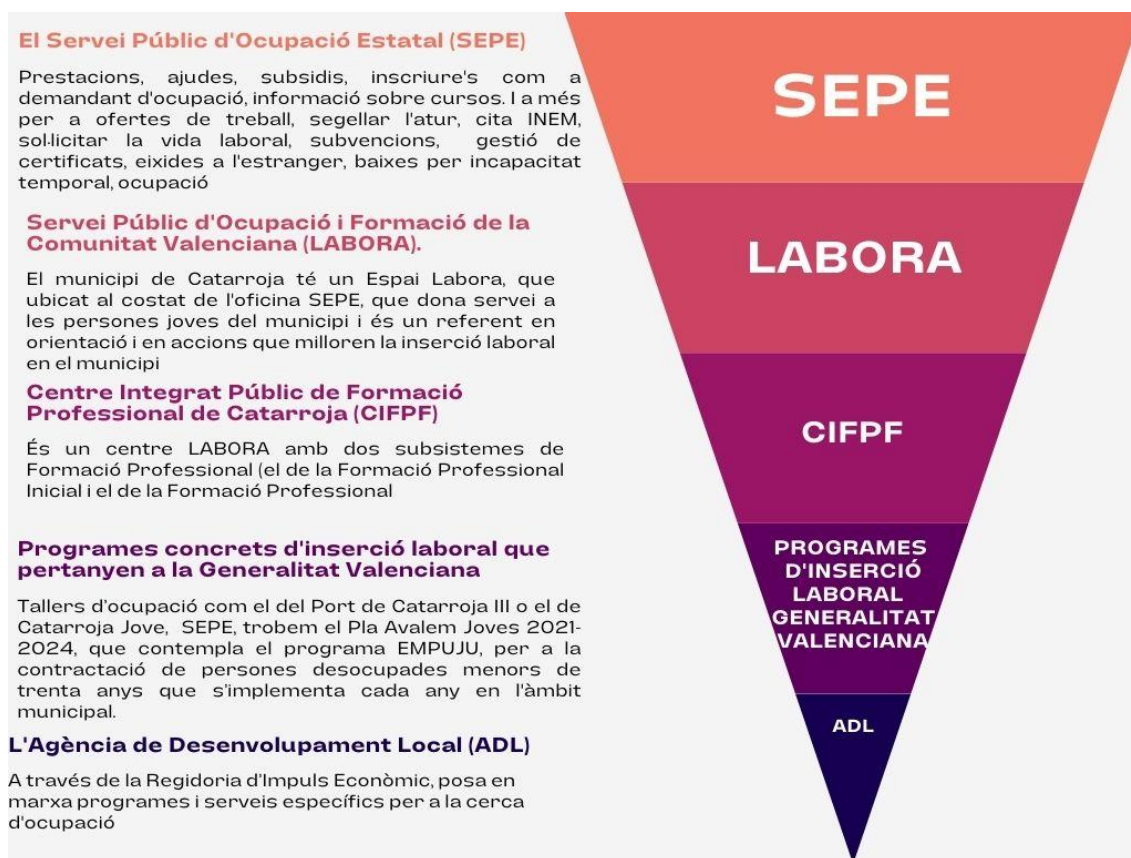 El Servei Públic d'Ocupació Estatal (SEPE)
Prestacions, ajudes, subsidis, inscriure's com a
demandant d'ocupació, informació sobre cursos. I a més
per a ofertes de treball, segellar l'atur, cita INEM,
sol·licitar la vida laboral, subvencions, gestió de
certificats, eixides a l'estranger, baixes per incapacitat
temporal, ocupació
Servei Públic d'Ocupació i Formació de la
Comunitat Valenciana (LABORA).
El municipi de Catarroja té un Espai Labora, que
ubicat al costat de l'oficina SEPE, que dona servei a
les persones joves del municipi i és un referent en
orientació i en accions que milloren la inserció laboral
en el municipi
Centre Integrat Públic de Formació
Professional de Catarroja (CIFPF)
És un centre LABORA amb dos subsistemes de
Formació Professional (el de la Formació Professional
Inicial i el de la Formació Professional
Programes concrets d'inserció laboral que
pertanyen a la Generalitat Valenciana
Tallers d'ocupació com el del Port de Catarroja III o el de
Catarroja Jove, SEPE, trobem el Pla Avalem Joves 2021-
2024, que contempla el programa EMPUJU, per a la
contractació de persones desocupades menors de
trenta anys que s'implementa cada any en l'àmbit
municipal.
L'Agència de Desenvolupament Local (ADL)
A través de la Regidoria d'Impuls Econòmic, posa en
marxa programes i serveis específics per a la cerca
d'ocupació
SEPE
LABORA
CIFPF
PROGRAMES
D'INSERCIÓ
LABORAL
GENERALITAT
VALENCIANA
ADL